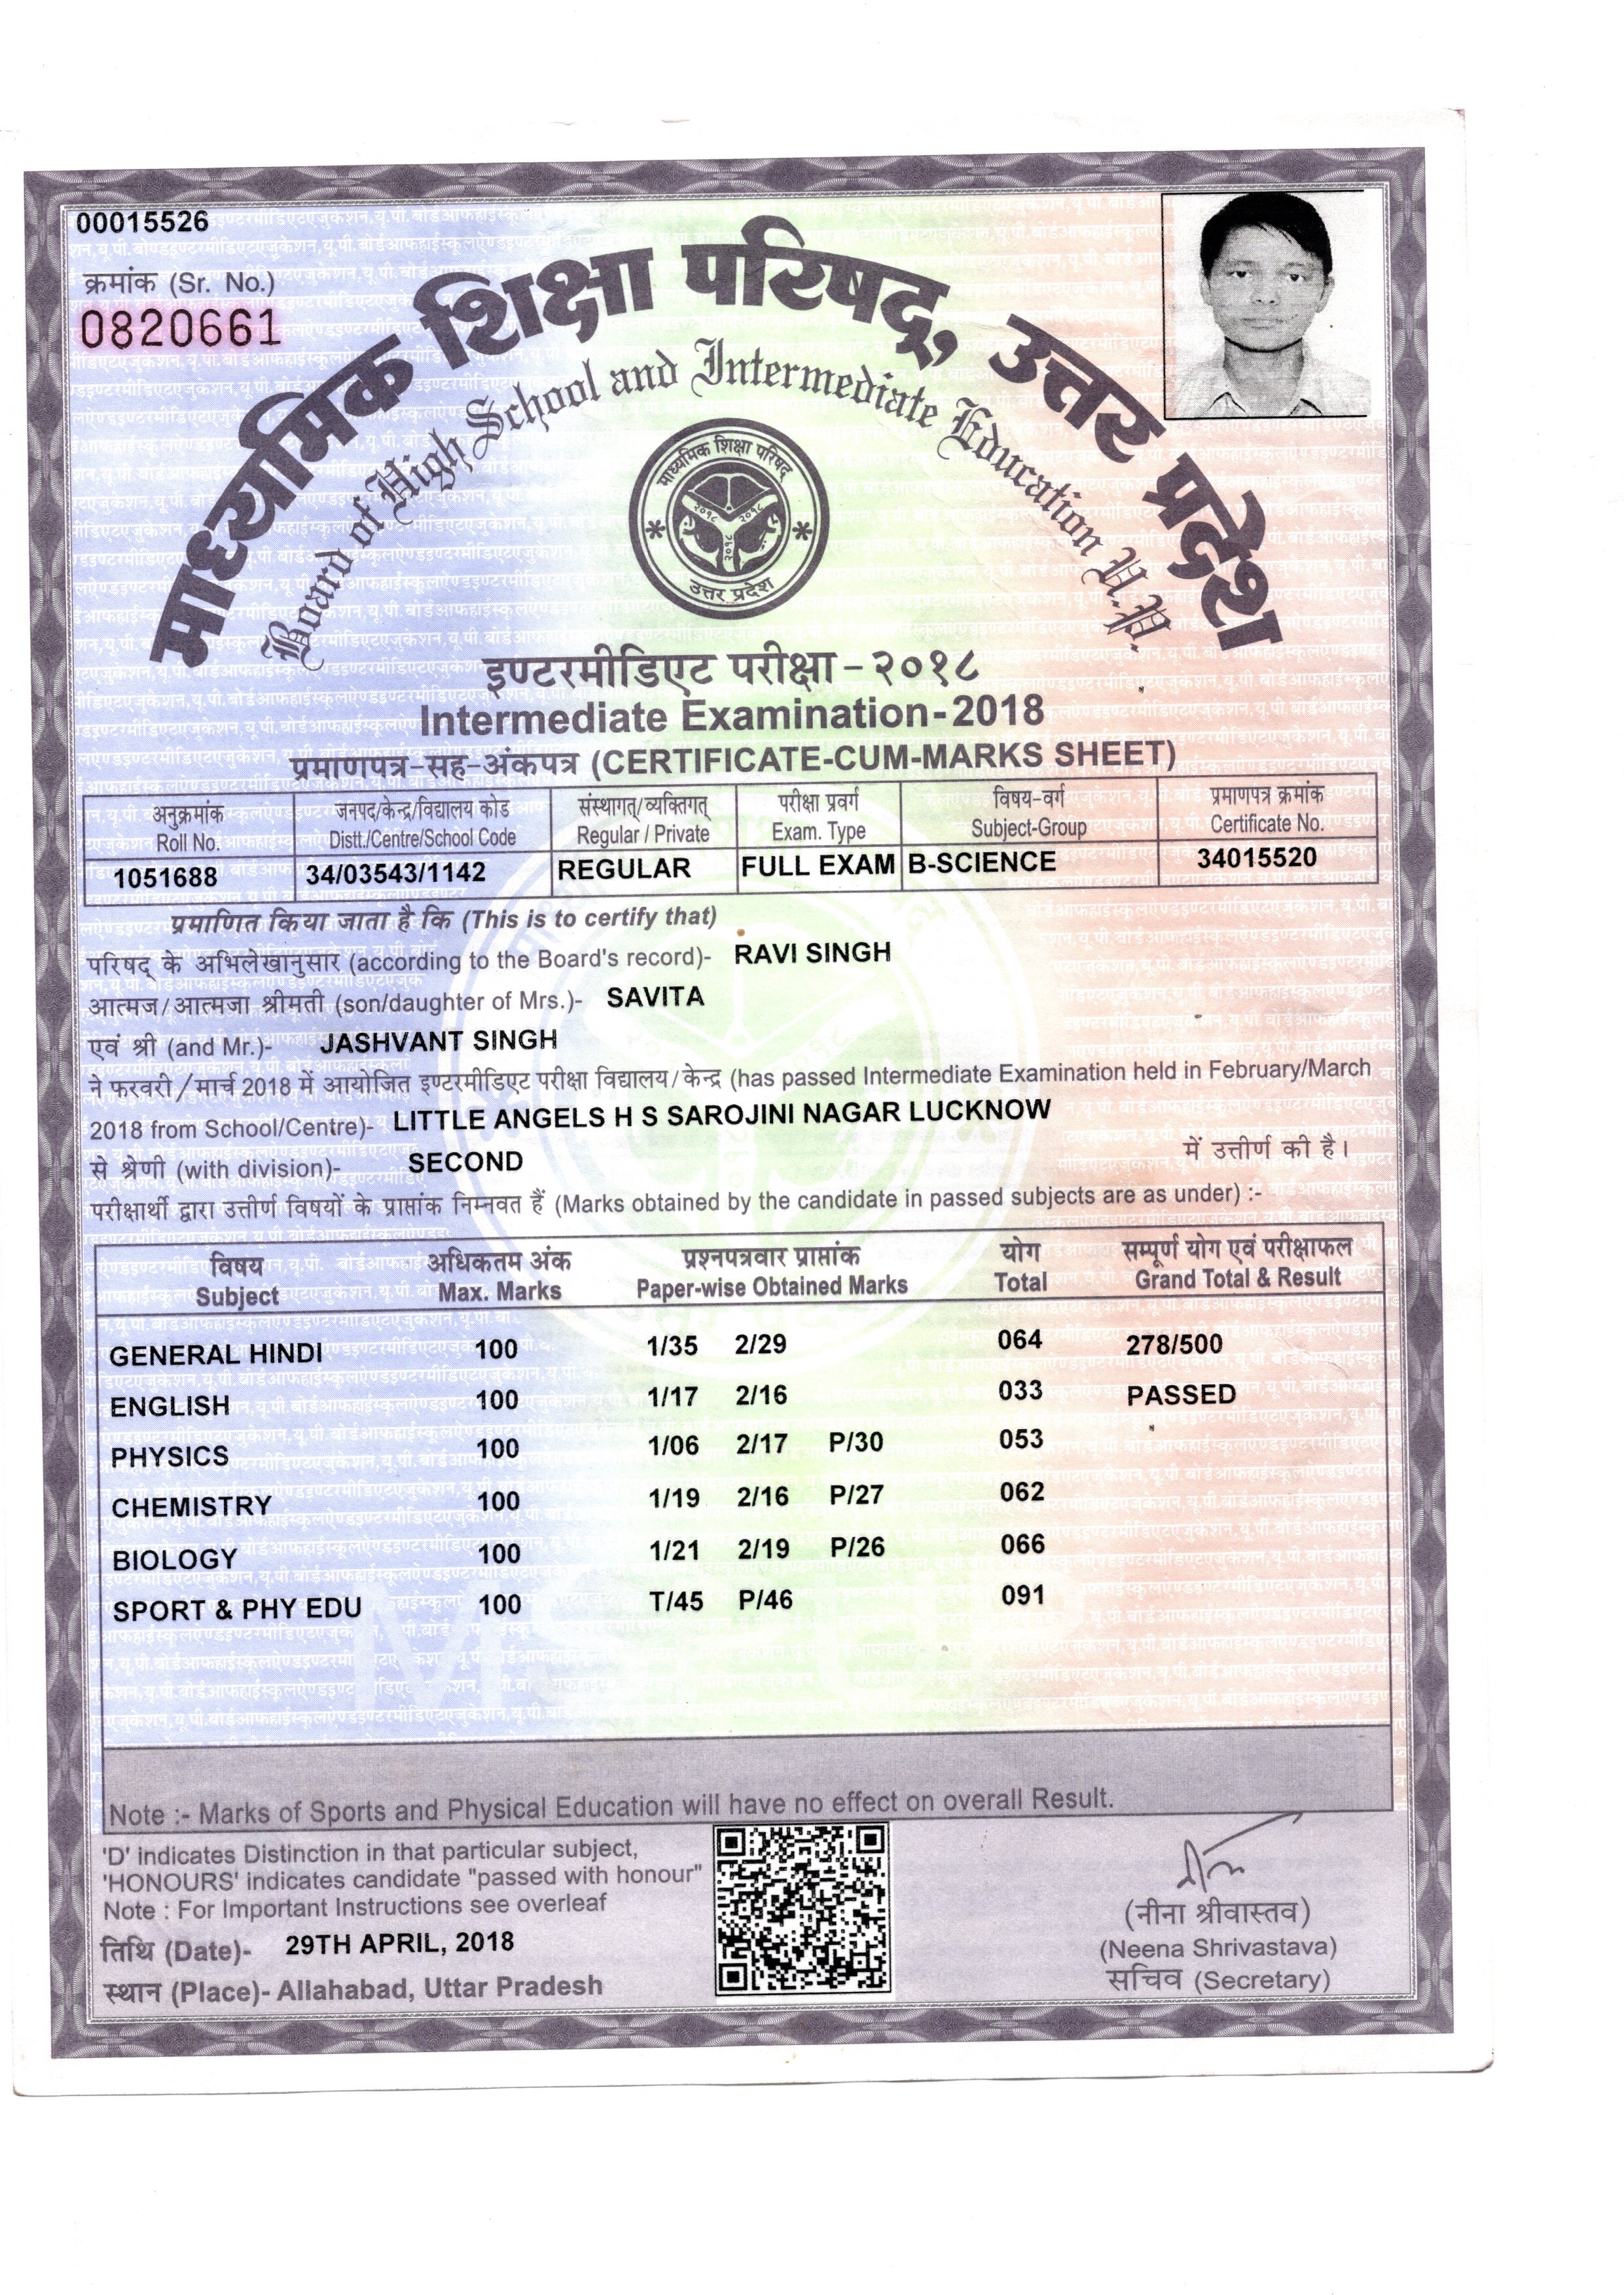 00015526
क्रमांक (Sr. No.)
0820661
माध्यमिक शिक्षा परिषद्, उत्तर प्रदेश
Board of High School and Intermediate Education U.P.
माध्यमिक शिक्षा परिषद्
२०१८ २०१८
२०१८
उत्तर प्रदेश
इण्टरमीडिएट परीक्षा - २०१८
Intermediate Examination-2018
प्रमाणपत्र-सह-अंकपत्र (CERTIFICATE-CUM-MARKS SHEET)
अनुक्रमांक जनपद/केन्द्र/विद्यालय कोड संस्थागत्/व्यक्तिगत् परीक्षा प्रवर्ग विषय-वर्ग प्रमाणपत्र क्रमांक
Roll No. Distt./Centre/School Code Regular / Private Exam. Type Subject-Group Certificate No.
1051688 34/03543/1142 REGULAR FULL EXAM B-SCIENCE 34015520
प्रमाणित किया जाता है कि (This is to certify that)
परिषद् के अभिलेखानुसार (according to the Board's record)- RAVI SINGH
आत्मज/आत्मजा श्रीमती (son/daughter of Mrs.)- SAVITA
एवं श्री (and Mr.)- JASHVANT SINGH
ने फरवरी/मार्च 2018 में आयोजित इण्टरमीडिएट परीक्षा विद्यालय/केन्द्र (has passed Intermediate Examination held in February/March
2018 from School/Centre)- LITTLE ANGELS H S SAROJINI NAGAR LUCKNOW
से श्रेणी (with division)- SECOND में उत्तीर्ण की है।
परीक्षार्थी द्वारा उत्तीर्ण विषयों के प्राप्तांक निम्नवत हैं (Marks obtained by the candidate in passed subjects are as under) :-
विषय अधिकतम अंक प्रश्नपत्रवार प्राप्तांक योग सम्पूर्ण योग एवं परीक्षाफल
Subject Max. Marks Paper-wise Obtained Marks Total Grand Total & Result
GENERAL HINDI 100 1/35 2/29 064 278/500
ENGLISH 100 1/17 2/16 033 PASSED
PHYSICS 100 1/06 2/17 P/30 053
CHEMISTRY 100 1/19 2/16 P/27 062
BIOLOGY 100 1/21 2/19 P/26 066
SPORT & PHY EDU 100 T/45 P/46 091
Note :- Marks of Sports and Physical Education will have no effect on overall Result.
'D' indicates Distinction in that particular subject,
'HONOURS' indicates candidate "passed with honour"
Note : For Important Instructions see overleaf
तिथि (Date)- 29TH APRIL, 2018
स्थान (Place)- Allahabad, Uttar Pradesh
(नीना श्रीवास्तव)
(Neena Shrivastava)
सचिव (Secretary)